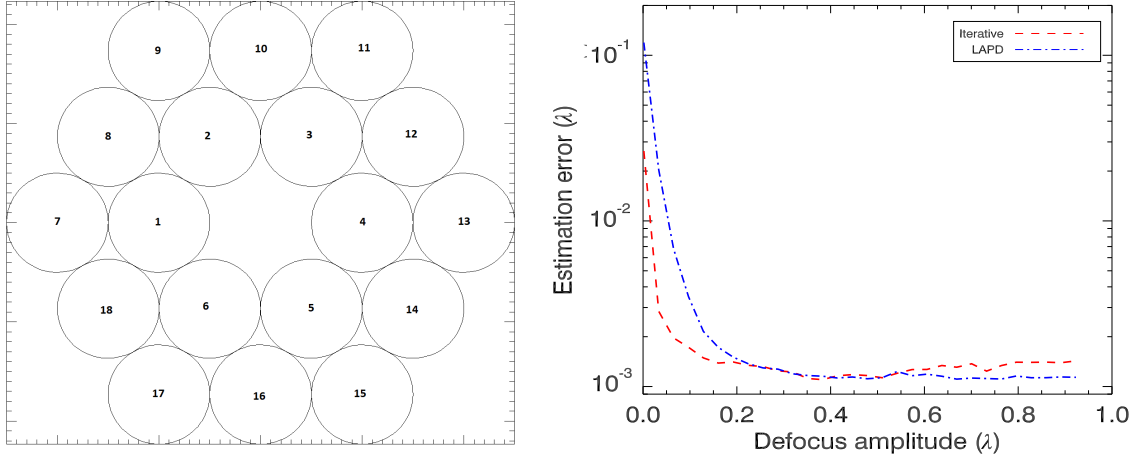 9 10 11
8 2 3 12
7 1 4 13
18 6 5 14
17 16 15
Estimation error (λ)
10⁻¹
10⁻²
10⁻³
Iterative
LAPD
0.0 0.2 0.4 0.6 0.8 1.0
Defocus amplitude (λ)